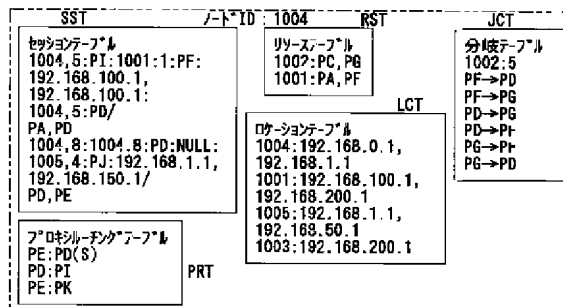 SST ノードID : 1004 RST JCT
セッションテーブル
1004,5:PI:1001:1:PF:
192.168.100.1,
192.168.100.1:
1004,5:PD/
PA,PD
1004,8:1004.8:PD:NULL:
1005,4:PJ:192.168.1.1,
192.168.150.1/
PD,PE
リソーステーブル
1002:PC,PG
1001:PA,PF
分岐テーブル
1002:5
PF→PD
PF→PG
PD→PG
PD→PF
PG→PF
PG→PD
LCT
ロケーションテーブル
1004:192.168.0.1,
192.168.1.1
1001:192.168.100.1,
192.168.200.1
1005:192.168.1.1,
192.168.50.1
1003:192.168.200.1
プロキシルーチングテーブル
PE:PD(S)
PD:PI
PE:PK
PRT